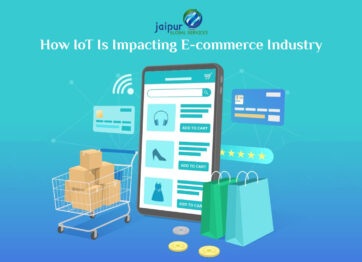 jaipur
GLOBAL SERVICES
How IoT Is Impacting E-commerce Industry
ADD TO CART
ADD TO CART
ADD TO CART